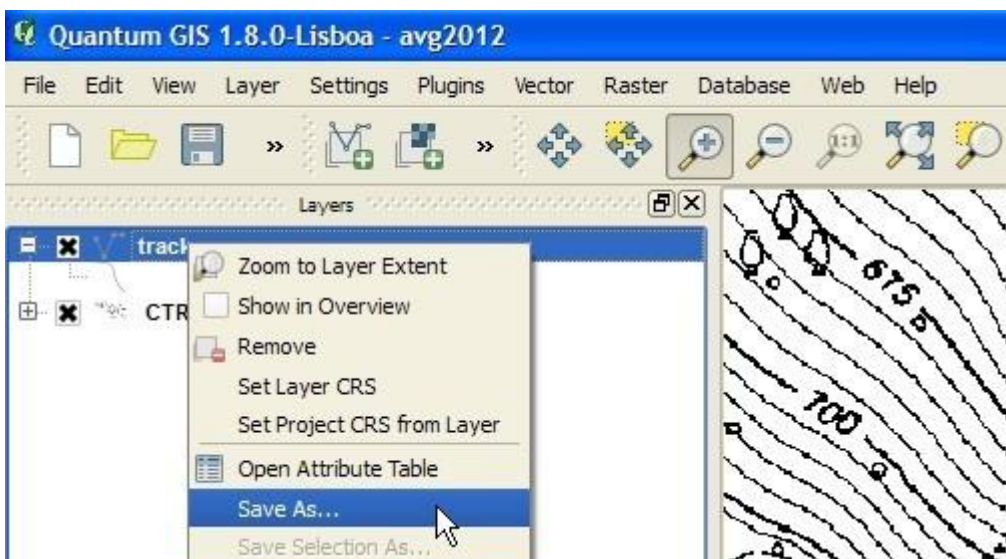 Quantum GIS 1.8.0-Lisboa - avg2012
File Edit View Layer Settings Plugins Vector Raster Database Web Help
1:1
Layers
track
CTR
Zoom to Layer Extent
Show in Overview
Remove
Set Layer CRS
Set Project CRS from Layer
Open Attribute Table
Save As...
Save Selection As...
675
700